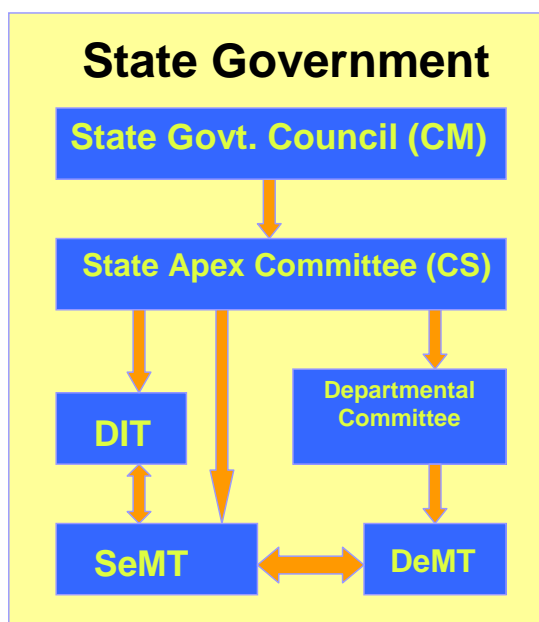 State Government
State Govt. Council (CM)
State Apex Committee (CS)
Departmental
Committee
DIT
SeMT
DeMT